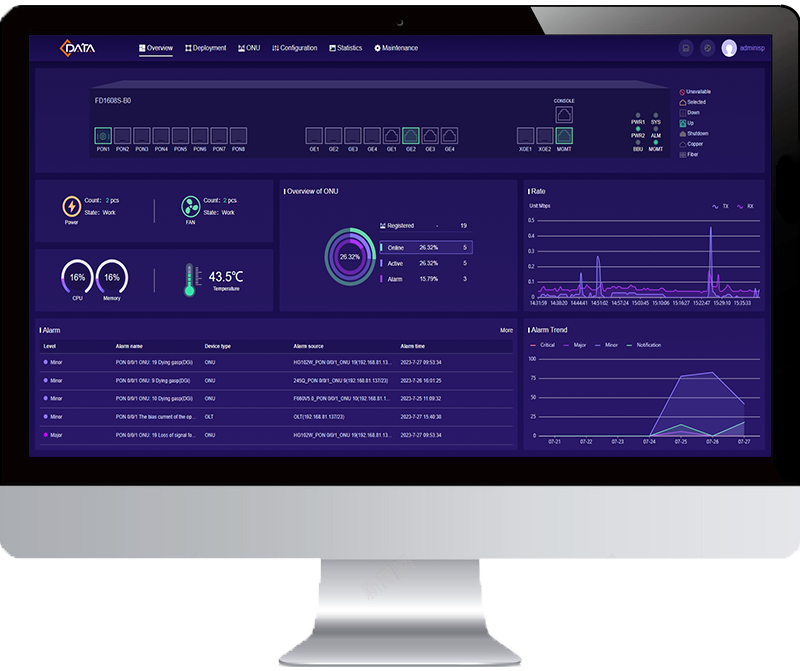 CDATA
Overview Deployment ONU Configuration Statistics Maintenance adminisp
FD1608S-B0
CONSOLE
PON1 PON2 PON3 PON4 PON5 PON6 PON7 PON8 GE1 GE2 GE3 GE4 GE1 GE2 GE3 GE4 XGE1 XGE2 MGMT
PWR1 SYS
PWR2 ALM
BBU MGMT
Unavailable
Selected
Down
Up
Shutdown
Copper
Fiber
Count: 2 pcs
State: Work
Power
Count: 2 pcs
State: Work
FAN
16%
CPU
16%
Memory
43.5℃
Temperature
Overview of ONU
26.32%
Registered - 19
Online 26.32% 5
Active 26.32% 5
Alarm 15.79% 3
Rate
Unit Mbps TX RX
0.5
0.4
0.3
0.2
0.1
0
14:31:59 14:38:20 14:44:41 14:51:02 14:57:24 15:03:45 15:10:06 15:16:27 15:22:47 15:29:10 15:35:33
Alarm More
Level Alarm name Device type Alarm source Alarm time
Minor PON 0/0/1 ONU: 19 Dying gasp(DGi) ONU HG102W_PON 0/0/1_ONU 19(192.168.81.13... 2023-7-27 09:53:34
Minor PON 0/0/1 ONU: 9 Dying gasp(DGi) ONU 245Q_PON 0/0/1_ONU 9(192.168.81.137/23) 2023-7-26 16:01:25
Minor PON 0/0/1 ONU: 10 Dying gasp(DGi) ONU F660V5.0_PON 0/0/1_ONU 10(192.168.1... 2023-7-25 11:09:32
Minor PON 0/0/1 The bias current of the op... OLT OLT(192.168.81.137/23) 2023-7-27 15:40:38
Major PON 0/0/1 ONU: 19 Loss of signal fo... ONU HG102W_PON 0/0/1_ONU 19(192.168.81.13... 2023-7-27 09:53:34
Alarm Trend
Critical Major Minor Notification
100
75
50
25
0
07-21 07-22 07-23 07-24 07-25 07-26 07-27